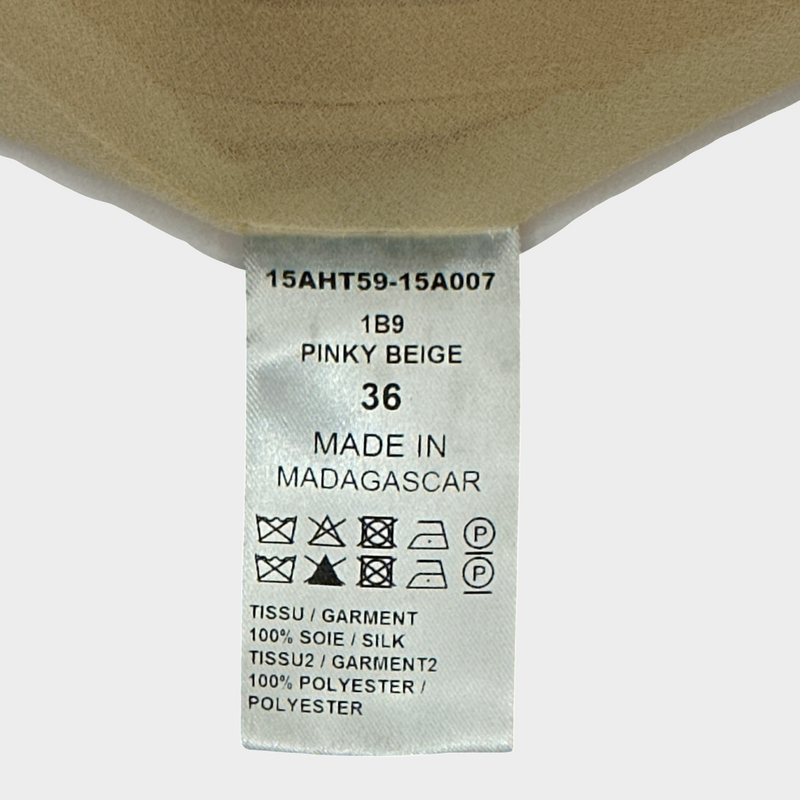 15AHT59-15A007
1B9
PINKY BEIGE
36
MADE IN
MADAGASCAR
P
P
TISSU / GARMENT
100% SOIE / SILK
TISSU2 / GARMENT2
100% POLYESTER /
POLYESTER